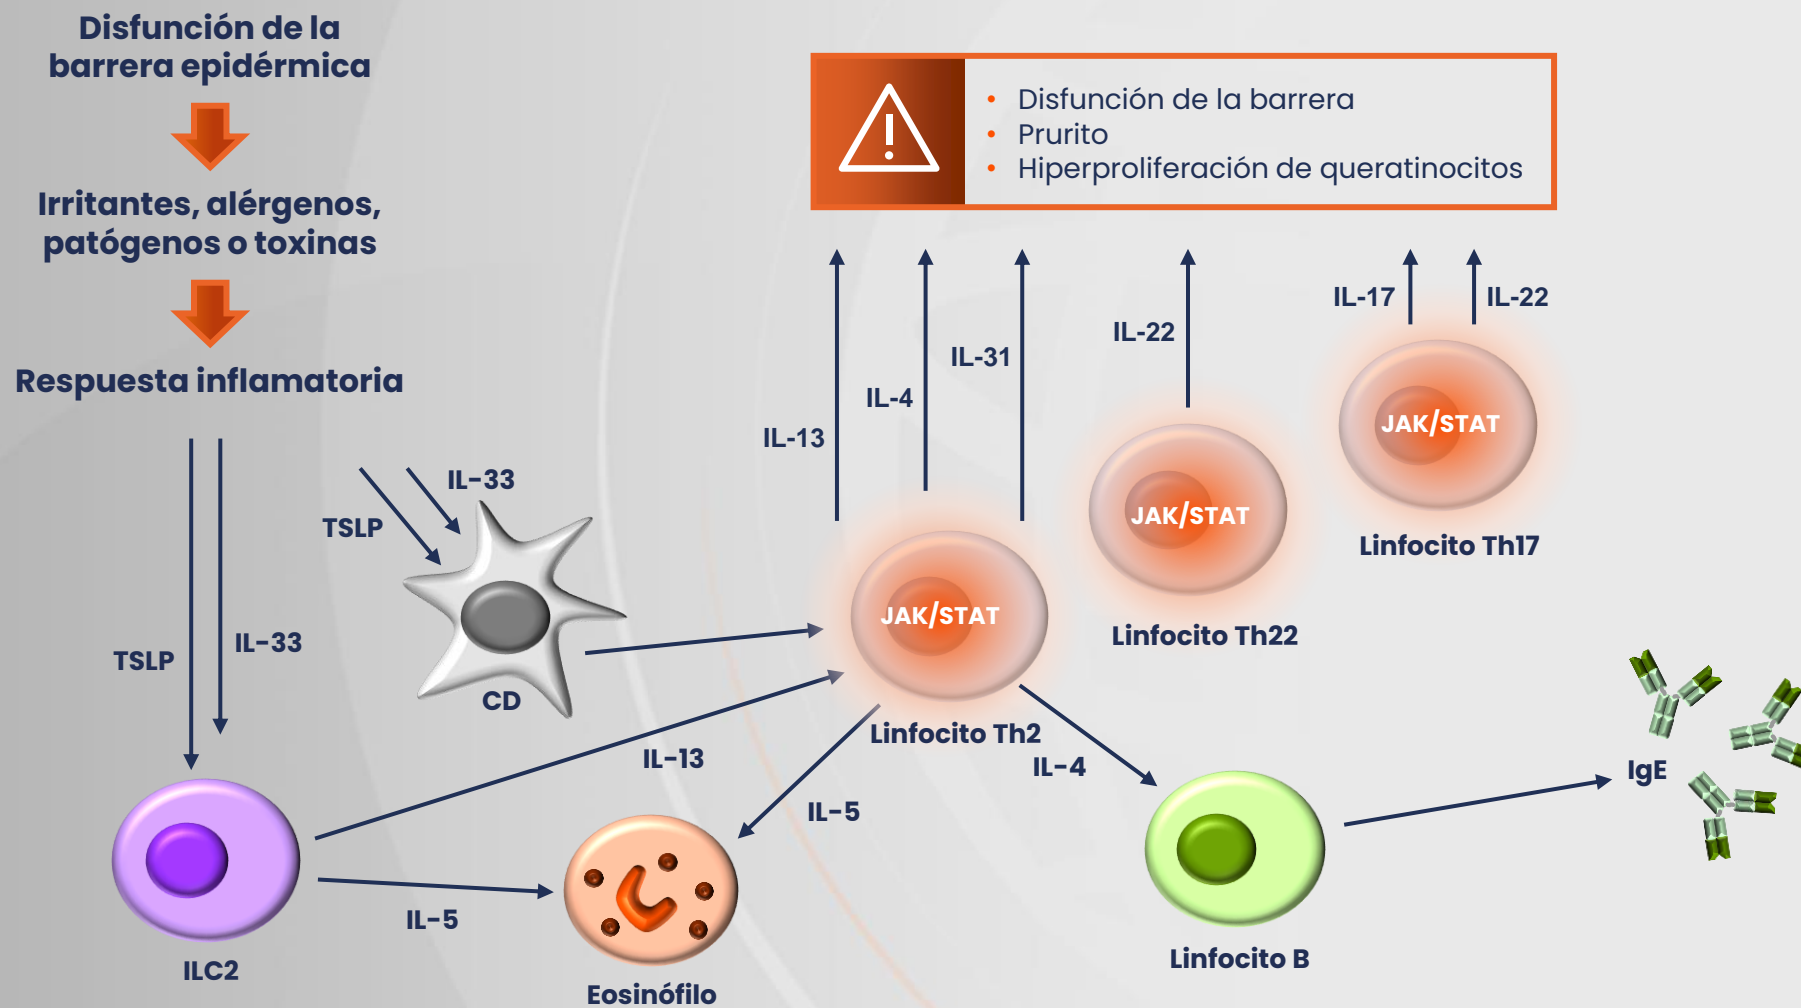 Disfunción de la
barrera epidérmica
Irritantes, alérgenos,
patógenos o toxinas
Respuesta inflamatoria
• Disfunción de la barrera
• Prurito
• Hiperproliferación de queratinocitos
IL-17
IL-22
IL-22
IL-31
IL-4
IL-13
JAK/STAT
Linfocito Th17
JAK/STAT
Linfocito Th22
JAK/STAT
Linfocito Th2
IL-33
TSLP
CD
TSLP
IL-33
IL-13
IL-4
IL-5
IL-5
ILC2
Eosinófilo
Linfocito B
IgE